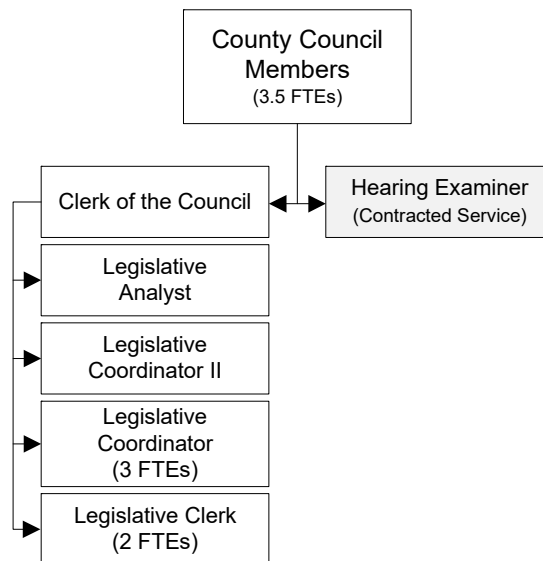 County Council
Members
(3.5 FTEs)
Clerk of the Council
Hearing Examiner
(Contracted Service)
Legislative
Analyst
Legislative
Coordinator II
Legislative
Coordinator
(3 FTEs)
Legislative Clerk
(2 FTEs)